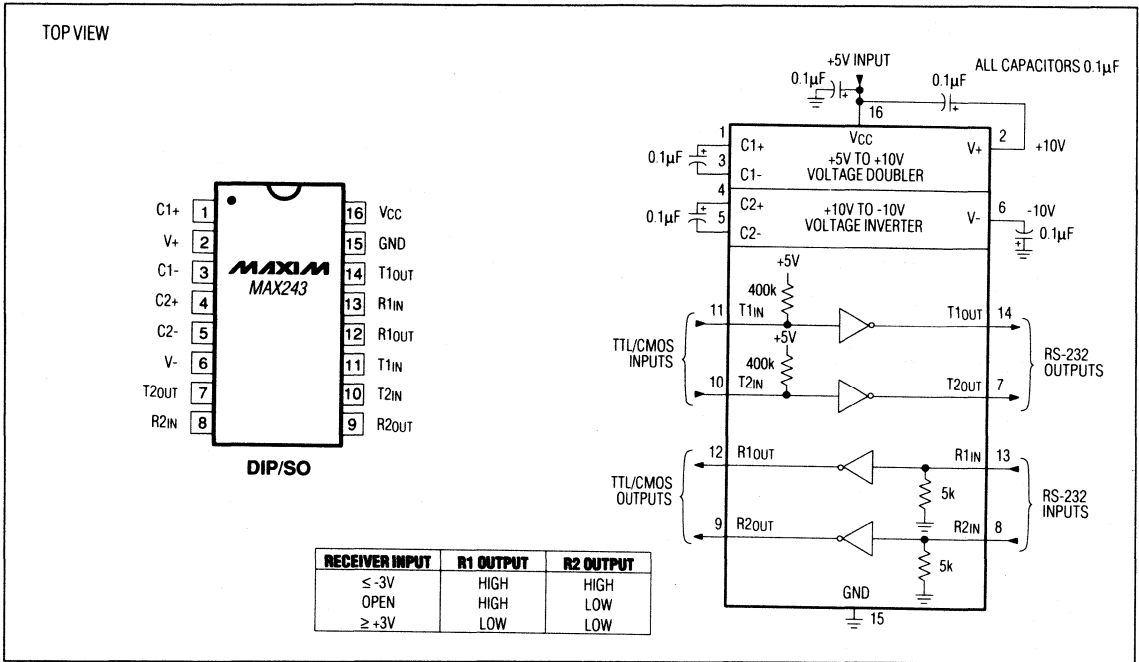 TOP VIEW
C1+ 1
V+ 2
C1- 3
C2+ 4
C2- 5
V- 6
T2OUT 7
R2IN 8
16 VCC
15 GND
14 T1OUT
13 R1IN
12 R1OUT
11 T1IN
10 T2IN
9 R2OUT
MAXIM
MAX243
DIP/SO
RECEIVER INPUT R1 OUTPUT R2 OUTPUT
≤ -3V HIGH HIGH
OPEN HIGH LOW
≥ +3V LOW LOW
+5V INPUT
ALL CAPACITORS 0.1µF
0.1µF
0.1µF
16
VCC
1
C1+
0.1µF
3
C1-
+5V TO +10V
VOLTAGE DOUBLER
V+
2
+10V
4
C2+
0.1µF
5
C2-
+10V TO -10V
VOLTAGE INVERTER
V-
6
-10V
0.1µF
+5V
400k
11 T1IN
T1OUT 14
+5V
400k
10 T2IN
T2OUT 7
TTL/CMOS
INPUTS
RS-232
OUTPUTS
12 R1OUT
R1IN 13
5k
TTL/CMOS
OUTPUTS
RS-232
INPUTS
9 R2OUT
R2IN 8
5k
GND
15